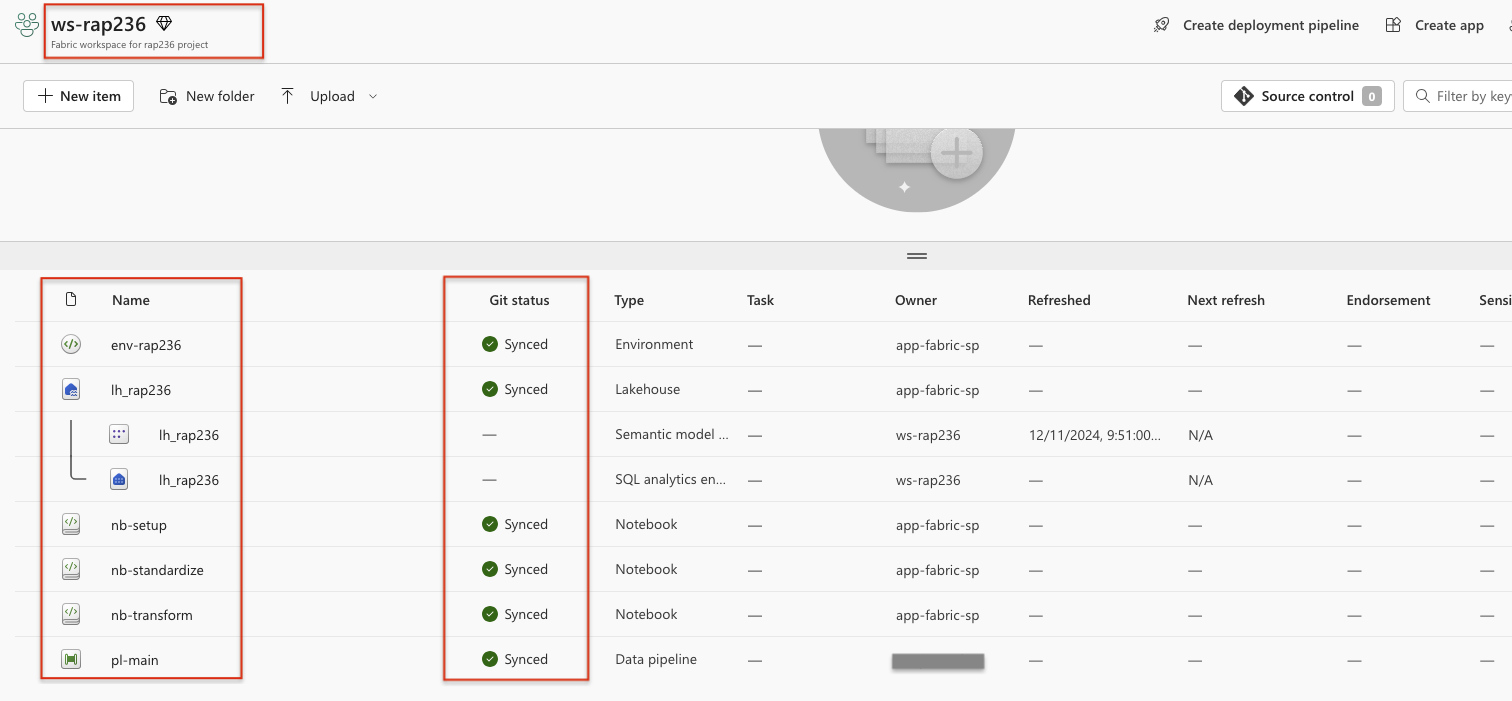 ws-rap236
Fabric workspace for rap236 project
Create deployment pipeline
Create app
New item
New folder
Upload
Source control 0
Filter by key
Name Git status Type Task Owner Refreshed Next refresh Endorsement Sensi
env-rap236 Synced Environment — app-fabric-sp — — — —
lh_rap236 Synced Lakehouse — app-fabric-sp — — — —
lh_rap236 — Semantic model ... — ws-rap236 12/11/2024, 9:51:00... N/A — —
lh_rap236 — SQL analytics en... — ws-rap236 — N/A — —
nb-setup Synced Notebook — app-fabric-sp — — — —
nb-standardize Synced Notebook — app-fabric-sp — — — —
nb-transform Synced Notebook — app-fabric-sp — — — —
pl-main Synced Data pipeline — — — — —